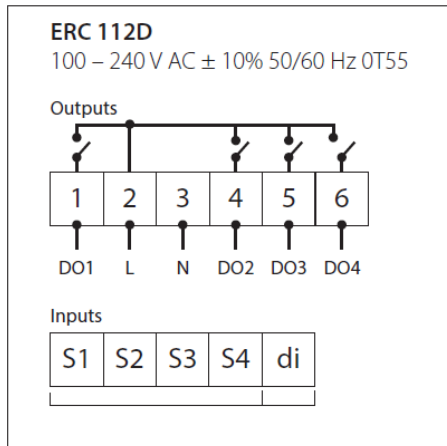 ERC 112D
100 – 240 V AC ± 10% 50/60 Hz 0T55
Outputs
1 2 3 4 5 6
DO1 L N DO2 DO3 DO4
Inputs
S1 S2 S3 S4 di